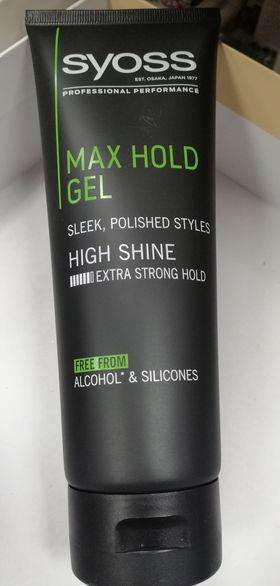 syoss
EST. OSAKA, JAPAN 1977
PROFESSIONAL PERFORMANCE
MAX HOLD
GEL
SLEEK, POLISHED STYLES
HIGH SHINE
EXTRA STRONG HOLD
FREE FROM
ALCOHOL* & SILICONES